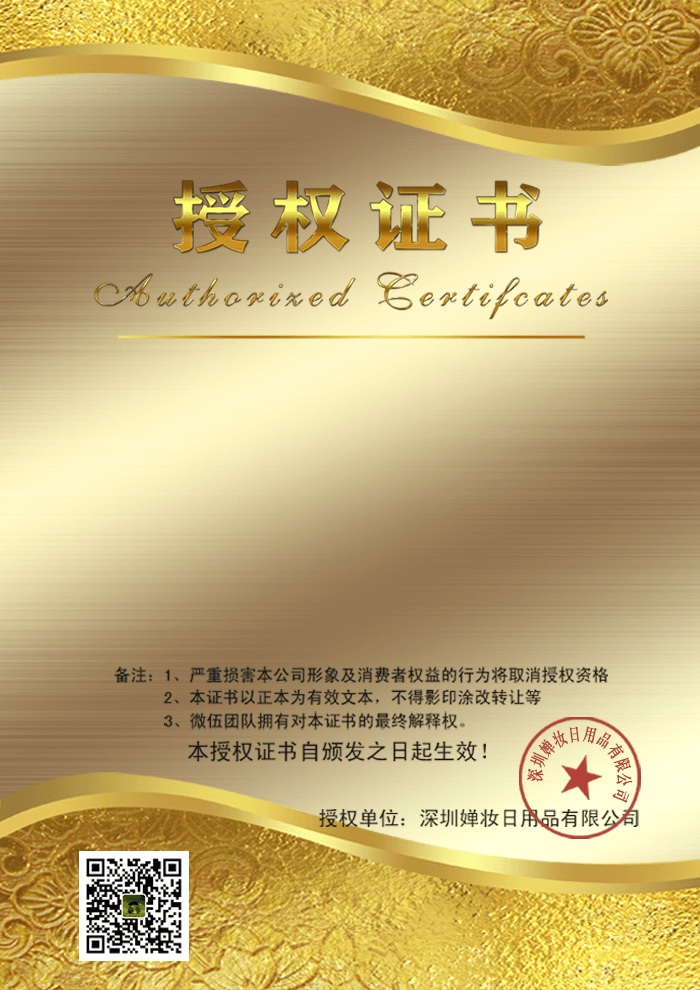 授权证书
Authorized Certifcates
备注：1、严重损害本公司形象及消费者权益的行为将取消授权资格
2、本证书以正本为有效文本，不得影印涂改转让等
3、微伍团队拥有对本证书的最终解释权。
本授权证书自颁发之日起生效！
深圳婵妆日用品有限公司
授权单位：深圳婵妆日用品有限公司